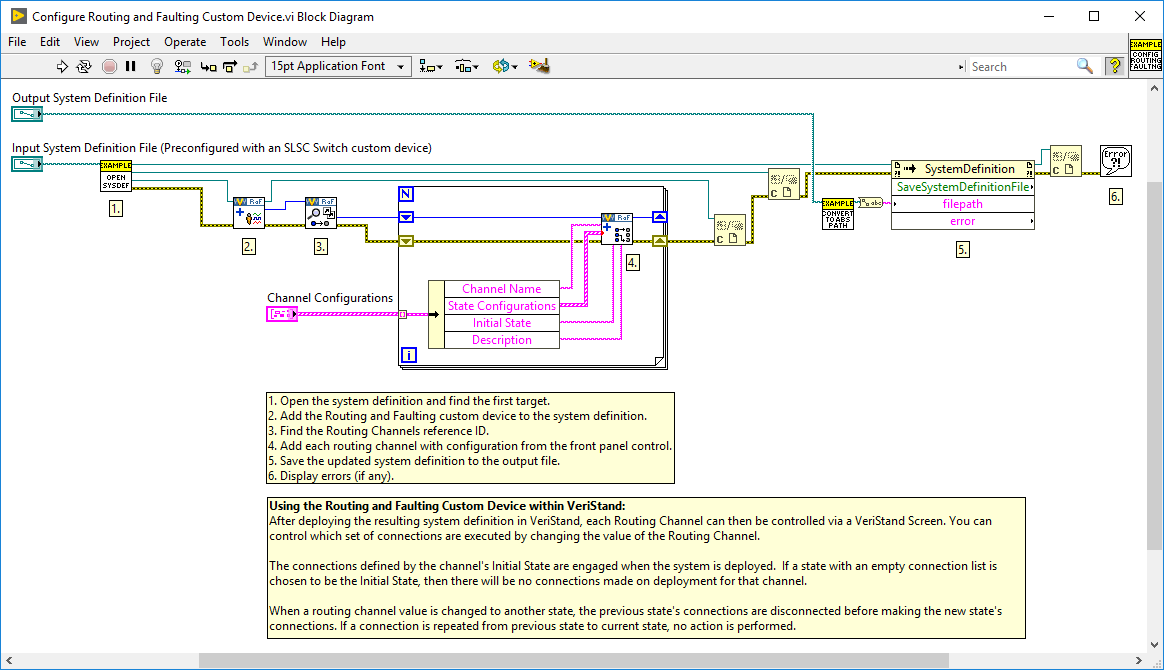 Configure Routing and Faulting Custom Device.vi Block Diagram
File Edit View Project Operate Tools Window Help
15pt Application Font
Search
?
EXAMPLE
CONFIG
ROUTING
FAULTNG
Output System Definition File
Input System Definition File (Preconfigured with an SLSC Switch custom device)
EXAMPLE
OPEN
SYSDEF
1.
RaF
2.
RaF
3.
N
RaF
4.
Channel Configurations
Channel Name
State Configurations
Initial State
Description
i
C
C
EXAMPLE
CONVERT
TO ABS
PATH
abc
SystemDefinition
SaveSystemDefinitionFile
filepath
error
5.
C
Error
?!
6.
1. Open the system definition and find the first target.
2. Add the Routing and Faulting custom device to the system definition.
3. Find the Routing Channels reference ID.
4. Add each routing channel with configuration from the front panel control.
5. Save the updated system definition to the output file.
6. Display errors (if any).
Using the Routing and Faulting Custom Device within VeriStand:
After deploying the resulting system definition in VeriStand, each Routing Channel can then be controlled via a VeriStand Screen. You can
control which set of connections are executed by changing the value of the Routing Channel.
The connections defined by the channel's Initial State are engaged when the system is deployed.  If a state with an empty connection list is
chosen to be the Initial State, then there will be no connections made on deployment for that channel.
When a routing channel value is changed to another state, the previous state's connections are disconnected before making the new state's
connections. If a connection is repeated from previous state to current state, no action is performed.